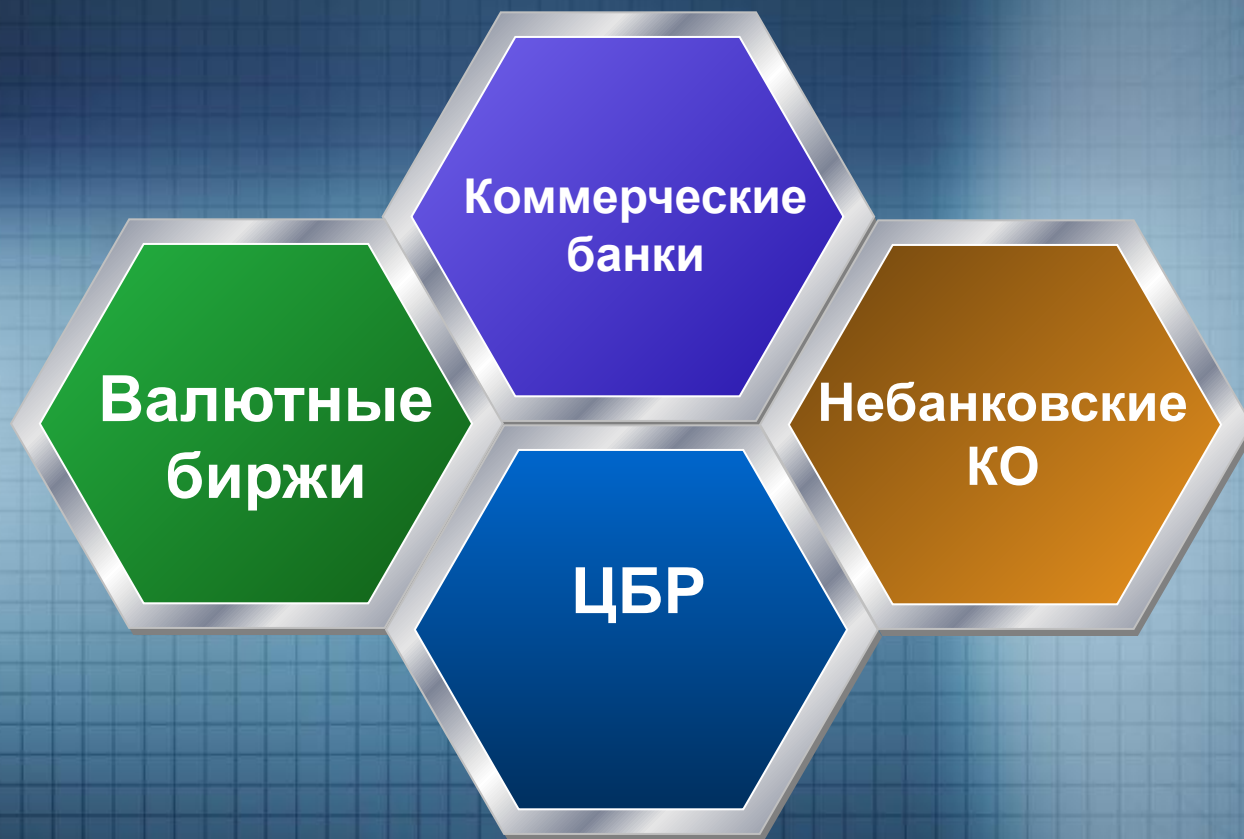 Коммерческие
банки
Валютные
биржи
Небанковские
КО
ЦБР